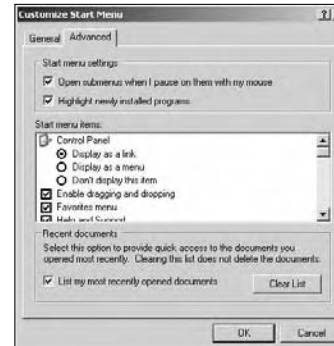 Customize Start Menu
General Advanced
Start menu settings
Open submenus when I pause on them with my mouse
Highlight newly installed programs
Start menu items:
Control Panel
Display as a link
Display as a menu
Don't display this item
Enable dragging and dropping
Favorites menu
Help and Support
Recent documents
Select this option to provide quick access to the documents you
opened most recently. Clearing this list does not delete the documents.
List my most recently opened documents
Clear List
OK Cancel